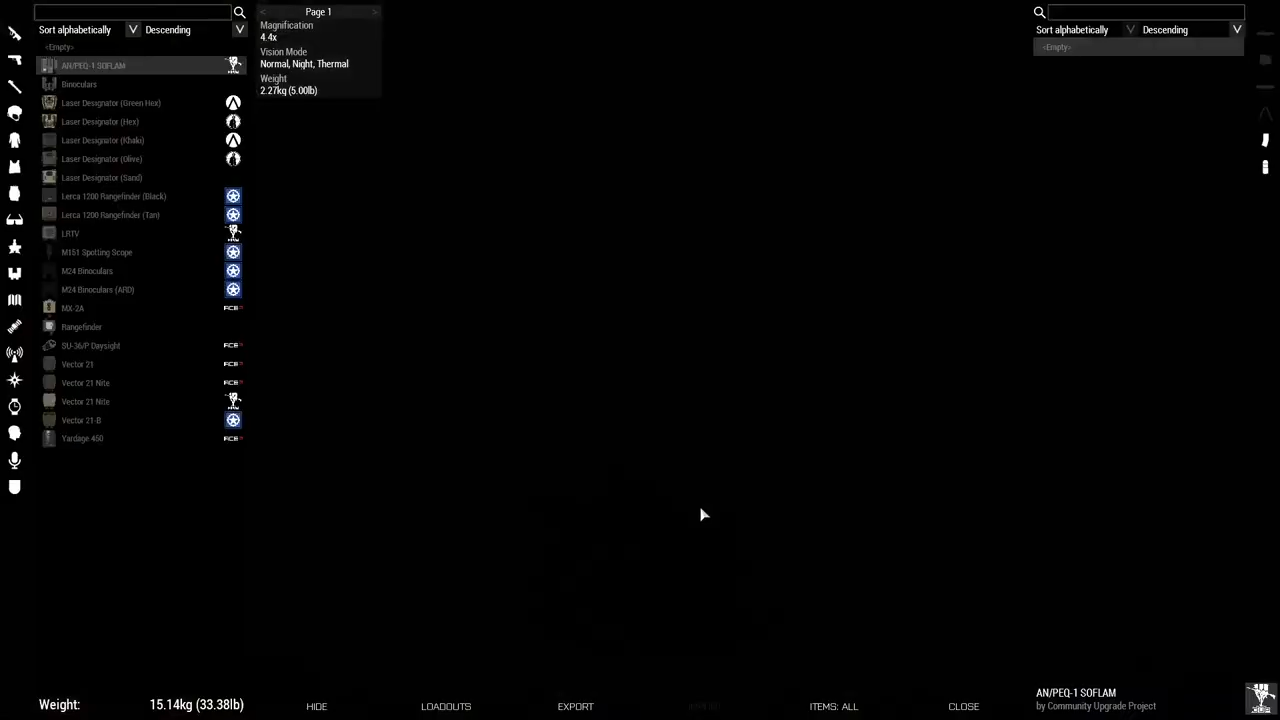 Sort alphabetically
Descending
<Empty>
AN/PEQ-1 SOFLAM
Binoculars
Laser Designator (Green Hex)
Laser Designator (Hex)
Laser Designator (Khaki)
Laser Designator (Olive)
Laser Designator (Sand)
Lerca 1200 Rangefinder (Black)
Lerca 1200 Rangefinder (Tan)
LRTV
M151 Spotting Scope
M24 Binoculars
M24 Binoculars (ARD)
MX-2A
Rangefinder
SU-36/P Daysight
Vector 21
Vector 21 Nite
Vector 21 Nite
Vector 21-B
Yardage 450
< Page 1 >
Magnification
4.4x
Vision Mode
Normal, Night, Thermal
Weight
2.27kg (5.00lb)
Sort alphabetically
Descending
<Empty>
Weight: 15.14kg (33.38lb)
HIDE
LOADOUTS
EXPORT
IMPORT
ITEMS: ALL
CLOSE
AN/PEQ-1 SOFLAM
by Community Upgrade Project